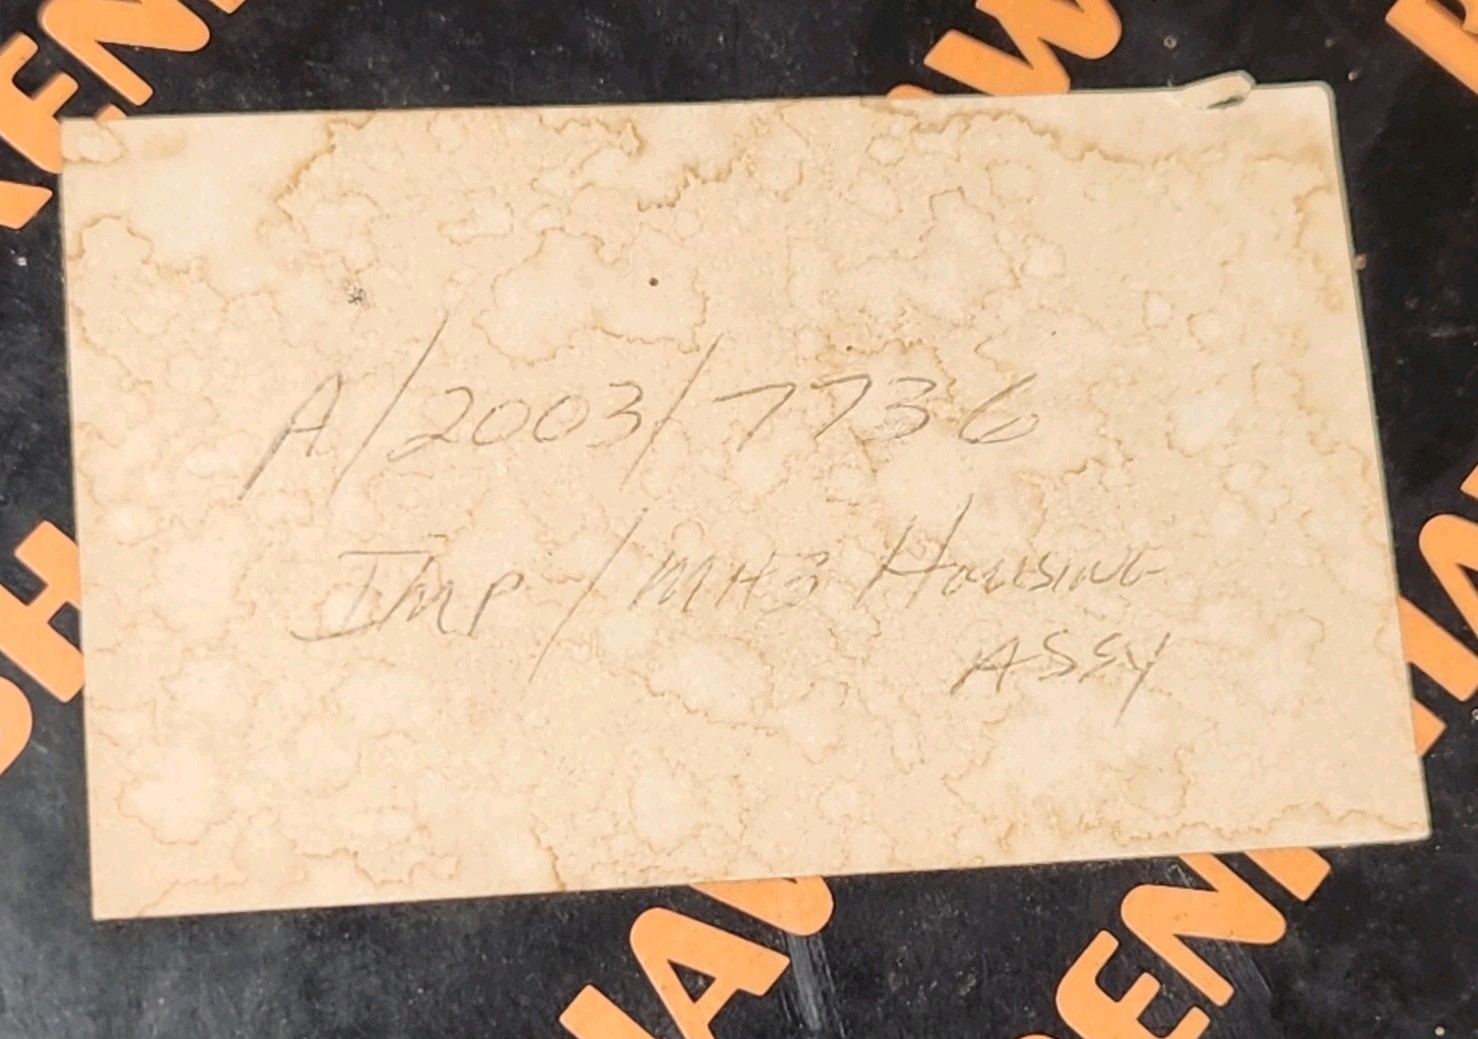 A/2003/7736
Imp / MH3 Housing
ASSY